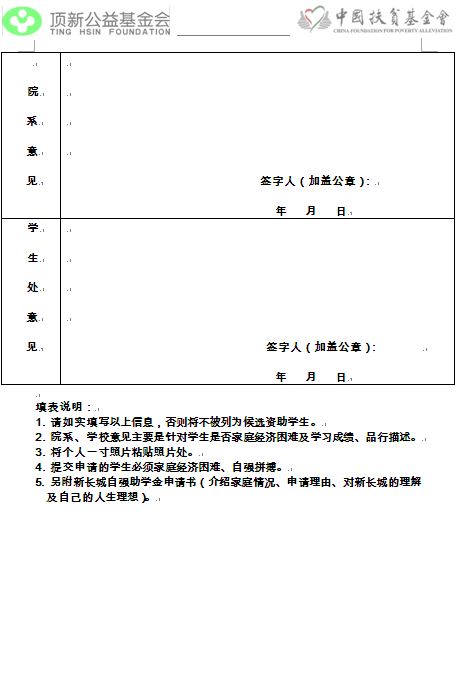 顶新公益基金会
TING HSIN FOUNDATION
中國扶貧基金會
CHINA FOUNDATION FOR POVERTY ALLEVIATION
院
系
意
见
签字人（加盖公章）：
年 月 日
学
生
处
意
见
签字人（加盖公章）：
年 月 日
填表说明：
1. 请如实填写以上信息，否则将不被列为候选资助学生。
2. 院系、学校意见主要是针对学生是否家庭经济困难及学习成绩、品行描述。
3. 将个人一寸照片粘贴照片处。
4. 提交申请的学生必须家庭经济困难、自强拼搏。
5. 另附新长城自强助学金申请书（介绍家庭情况、申请理由、对新长城的理解
及自己的人生理想）。